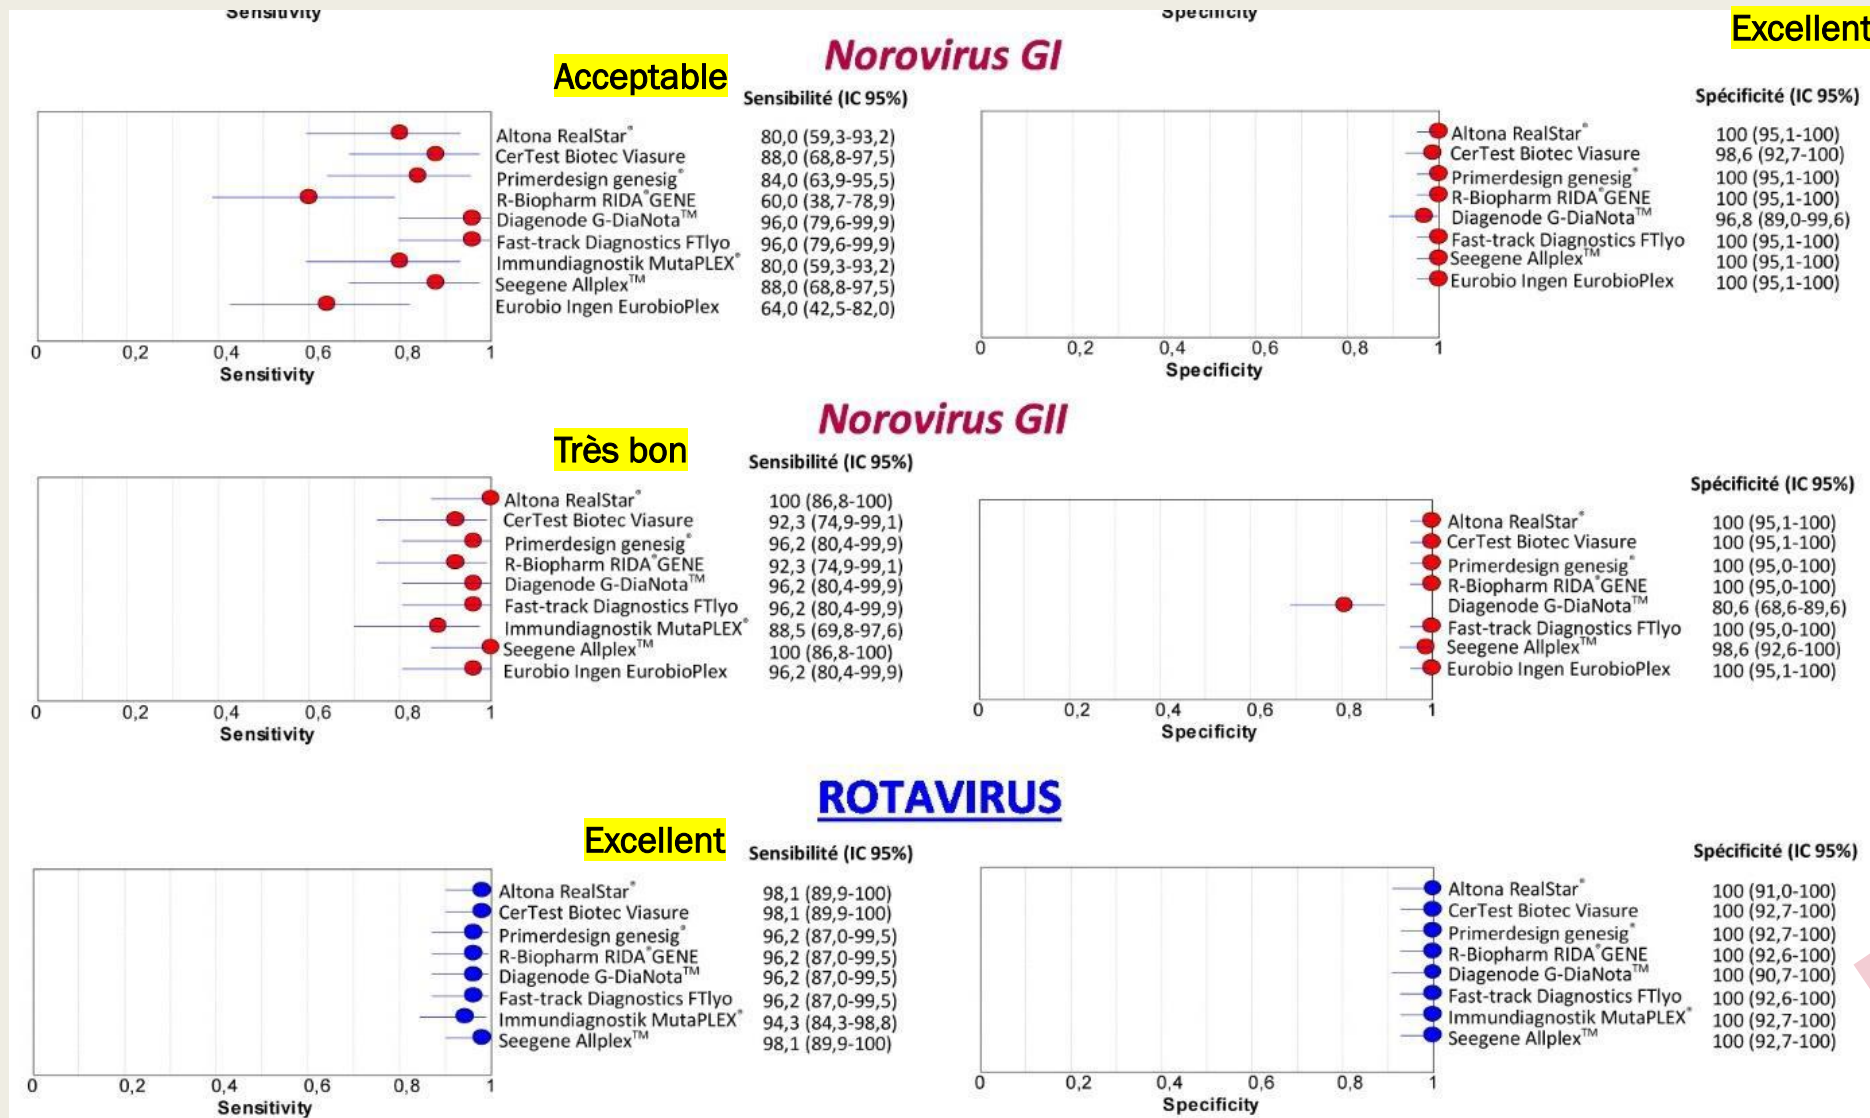 Sensitivity
Specificity
Excellent
Norovirus GI
Acceptable
Sensibilité (IC 95%)
Altona RealStar® 80,0 (59,3-93,2)
CerTest Biotec Viasure 88,0 (68,8-97,5)
Primerdesign genesig® 84,0 (63,9-95,5)
R-Biopharm RIDA®GENE 60,0 (38,7-78,9)
Diagenode G-DiaNota™ 96,0 (79,6-99,9)
Fast-track Diagnostics FTlyo 96,0 (79,6-99,9)
Immundiagnostik MutaPLEX® 80,0 (59,3-93,2)
Seegene Allplex™ 88,0 (68,8-97,5)
Eurobio Ingen EurobioPlex 64,0 (42,5-82,0)
0 0,2 0,4 0,6 0,8 1
Sensitivity
Spécificité (IC 95%)
Altona RealStar® 100 (95,1-100)
CerTest Biotec Viasure 98,6 (92,7-100)
Primerdesign genesig® 100 (95,1-100)
R-Biopharm RIDA®GENE 100 (95,1-100)
Diagenode G-DiaNota™ 96,8 (89,0-99,6)
Fast-track Diagnostics FTlyo 100 (95,1-100)
Seegene Allplex™ 100 (95,1-100)
Eurobio Ingen EurobioPlex 100 (95,1-100)
0 0,2 0,4 0,6 0,8 1
Specificity
Norovirus GII
Très bon
Sensibilité (IC 95%)
Altona RealStar® 100 (86,8-100)
CerTest Biotec Viasure 92,3 (74,9-99,1)
Primerdesign genesig® 96,2 (80,4-99,9)
R-Biopharm RIDA®GENE 92,3 (74,9-99,1)
Diagenode G-DiaNota™ 96,2 (80,4-99,9)
Fast-track Diagnostics FTlyo 96,2 (80,4-99,9)
Immundiagnostik MutaPLEX® 88,5 (69,8-97,6)
Seegene Allplex™ 100 (86,8-100)
Eurobio Ingen EurobioPlex 96,2 (80,4-99,9)
0 0,2 0,4 0,6 0,8 1
Sensitivity
Spécificité (IC 95%)
Altona RealStar® 100 (95,1-100)
CerTest Biotec Viasure 100 (95,1-100)
Primerdesign genesig® 100 (95,0-100)
R-Biopharm RIDA®GENE 100 (95,0-100)
Diagenode G-DiaNota™ 80,6 (68,6-89,6)
Fast-track Diagnostics FTlyo 100 (95,0-100)
Seegene Allplex™ 98,6 (92,6-100)
Eurobio Ingen EurobioPlex 100 (95,1-100)
0 0,2 0,4 0,6 0,8 1
Specificity
ROTAVIRUS
Excellent
Sensibilité (IC 95%)
Altona RealStar® 98,1 (89,9-100)
CerTest Biotec Viasure 98,1 (89,9-100)
Primerdesign genesig® 96,2 (87,0-99,5)
R-Biopharm RIDA®GENE 96,2 (87,0-99,5)
Diagenode G-DiaNota™ 96,2 (87,0-99,5)
Fast-track Diagnostics FTlyo 96,2 (87,0-99,5)
Immundiagnostik MutaPLEX® 94,3 (84,3-98,8)
Seegene Allplex™ 98,1 (89,9-100)
0 0,2 0,4 0,6 0,8 1
Sensitivity
Spécificité (IC 95%)
Altona RealStar® 100 (91,0-100)
CerTest Biotec Viasure 100 (92,7-100)
Primerdesign genesig® 100 (92,7-100)
R-Biopharm RIDA®GENE 100 (92,6-100)
Diagenode G-DiaNota™ 100 (90,7-100)
Fast-track Diagnostics FTlyo 100 (92,6-100)
Immundiagnostik MutaPLEX® 100 (92,7-100)
Seegene Allplex™ 100 (92,7-100)
0 0,2 0,4 0,6 0,8 1
Specificity